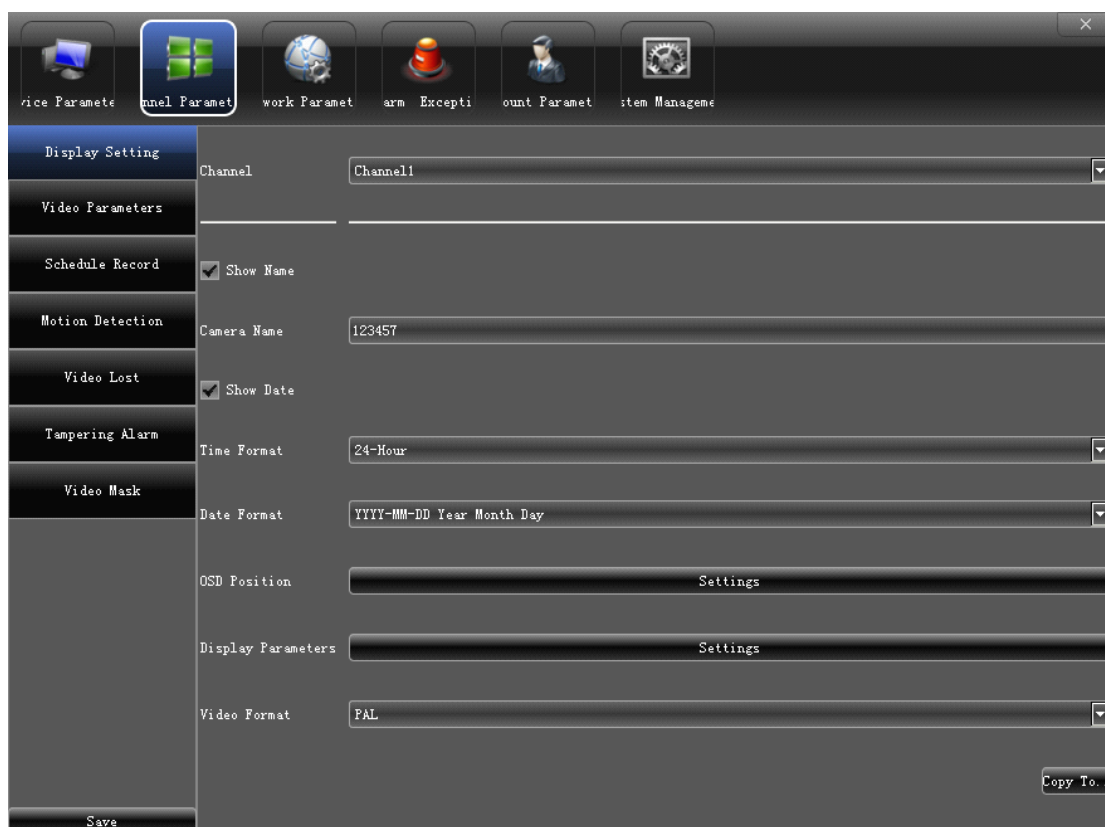 vice Paramete nnel Paramet work Paramet arm Excepti ount Paramet stem Manageme
Display Setting
Video Parameters
Schedule Record
Motion Detection
Video Lost
Tampering Alarm
Video Mask
Save
Channel Channel1
Show Name
Camera Name 123457
Show Date
Time Format 24-Hour
Date Format YYYY-MM-DD Year Month Day
OSD Position Settings
Display Parameters Settings
Video Format PAL
Copy To.